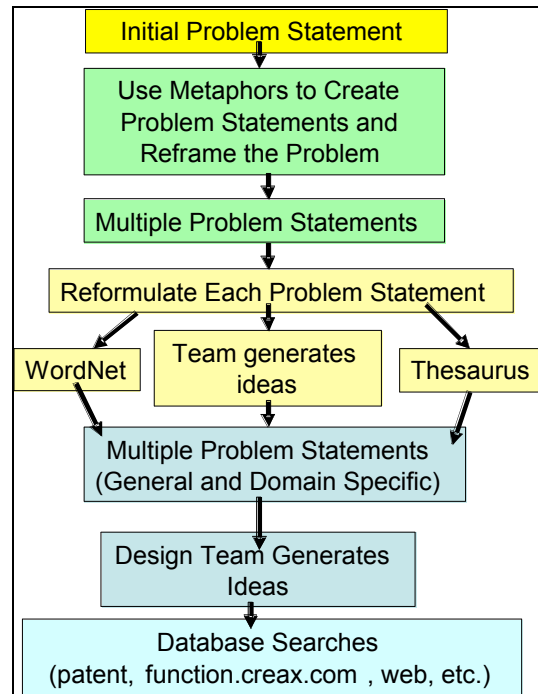 Initial Problem Statement
Use Metaphors to Create
Problem Statements and
Reframe the Problem
Multiple Problem Statements
Reformulate Each Problem Statement
WordNet
Team generates
ideas
Thesaurus
Multiple Problem Statements
(General and Domain Specific)
Design Team Generates
Ideas
Database Searches
(patent, function.creax.com , web, etc.)